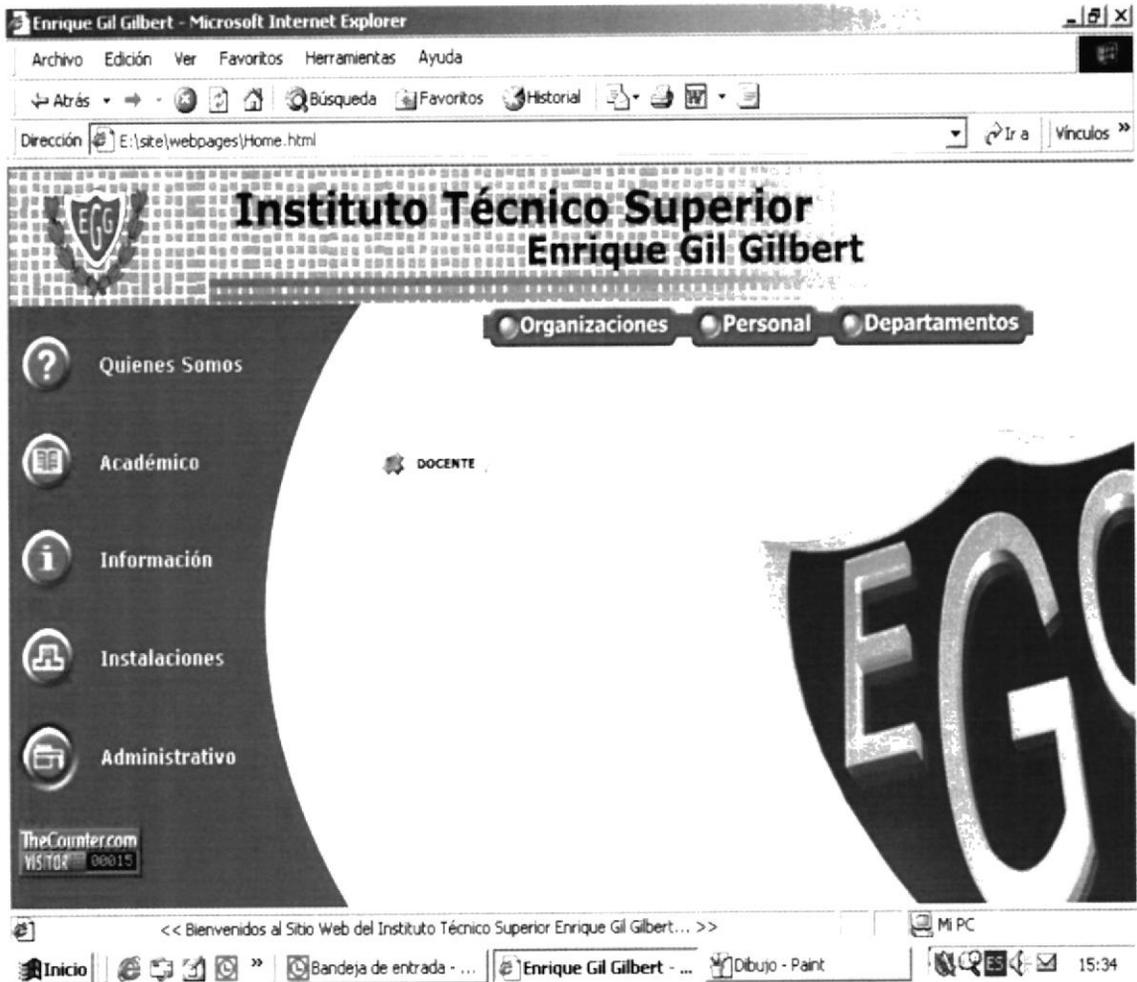 Enrique Gil Gilbert - Microsoft Internet Explorer
Archivo Edición Ver Favoritos Herramientas Ayuda
Atrás Búsqueda Favoritos Historial
Dirección E:\site\webpages\Home.html Ir a Vínculos »
EGG
Instituto Técnico Superior
Enrique Gil Gilbert
Organizaciones Personal Departamentos
? Quienes Somos
Académico
DOCENTE
i Información
Instalaciones
Administrativo
EGG
TheCounter.com
VISITOR 00015
<< Bienvenidos al Sitio Web del Instituto Técnico Superior Enrique Gil Gilbert... >> Mi PC
Inicio » Bandeja de entrada - ... Enrique Gil Gilbert - ... Dibujo - Paint ES 15:34